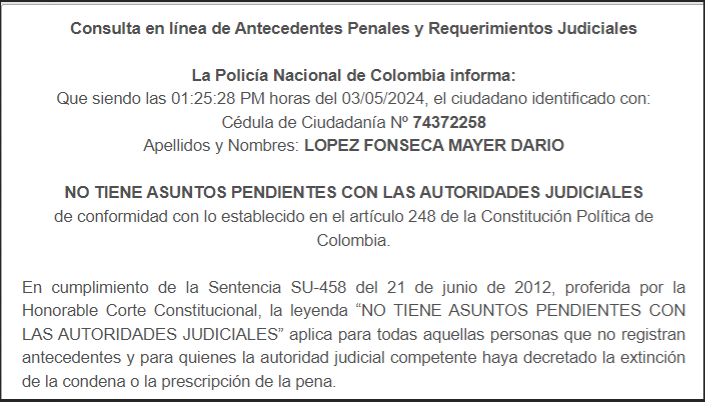 Consulta en línea de Antecedentes Penales y Requerimientos Judiciales
La Policía Nacional de Colombia informa:
Que siendo las 01:25:28 PM horas del 03/05/2024, el ciudadano identificado con:
Cédula de Ciudadanía Nº 74372258
Apellidos y Nombres: LOPEZ FONSECA MAYER DARIO
NO TIENE ASUNTOS PENDIENTES CON LAS AUTORIDADES JUDICIALES
de conformidad con lo establecido en el artículo 248 de la Constitución Política de
Colombia.
En cumplimiento de la Sentencia SU-458 del 21 de junio de 2012, proferida por la
Honorable Corte Constitucional, la leyenda “NO TIENE ASUNTOS PENDIENTES CON
LAS AUTORIDADES JUDICIALES” aplica para todas aquellas personas que no registran
antecedentes y para quienes la autoridad judicial competente haya decretado la extinción
de la condena o la prescripción de la pena.